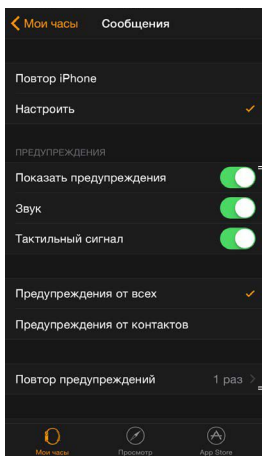 Мои часы Сообщения
Повтор iPhone
Настроить
ПРЕДУПРЕЖДЕНИЯ
Показать предупреждения
Звук
Тактильный сигнал
Предупреждения от всех
Предупреждения от контактов
Повтор предупреждений 1 раз
Мои часы Просмотр App Store